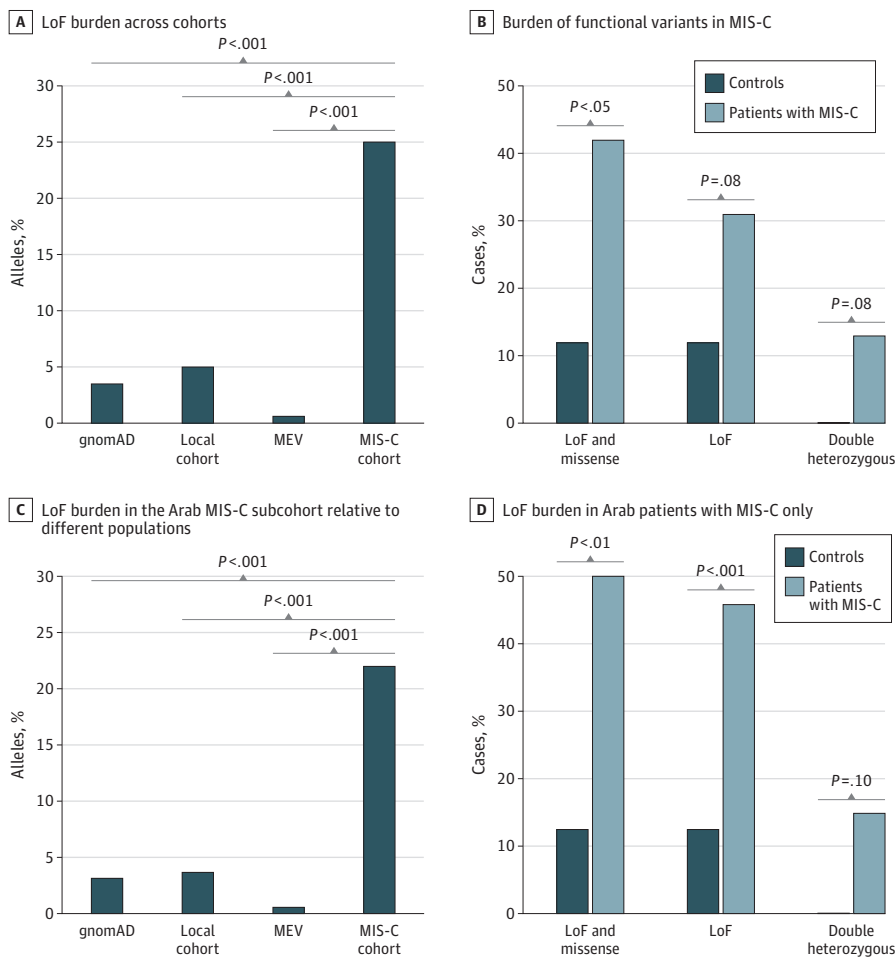 A LoF burden across cohorts
P<.001
P<.001
P<.001
Alleles, %
30
25
20
15
10
5
0
gnomAD
Local
cohort
MEV
MIS-C
cohort
B Burden of functional variants in MIS-C
Controls
Patients with MIS-C
P<.05
P=.08
P=.08
Cases, %
50
40
30
20
10
0
LoF and
missense
LoF
Double
heterozygous
C LoF burden in the Arab MIS-C subcohort relative to
different populations
P<.001
P<.001
P<.001
Alleles, %
30
25
20
15
10
5
0
gnomAD
Local
cohort
MEV
MIS-C
cohort
D LoF burden in Arab patients with MIS-C only
Controls
Patients
with MIS-C
P<.01
P<.001
P=.10
Cases, %
50
40
30
20
10
0
LoF and
missense
LoF
Double
heterozygous